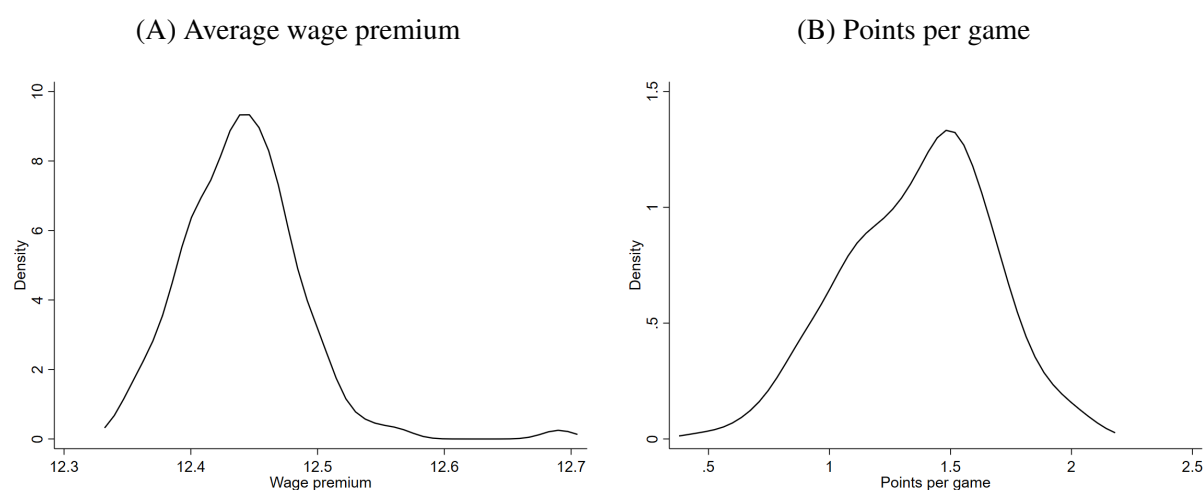 (A) Average wage premium
10
8
6
4
2
0
Density
12.3 12.4 12.5 12.6 12.7
Wage premium
(B) Points per game
1.5
1
.5
0
Density
.5 1 1.5 2 2.5
Points per game